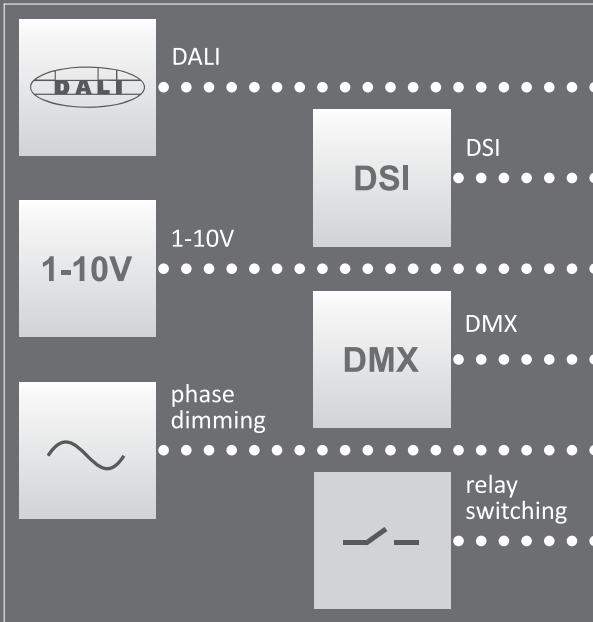 DALI
DALI
DSI
DSI
1-10V
1-10V
DMX
DMX
phase
dimming
relay
switching